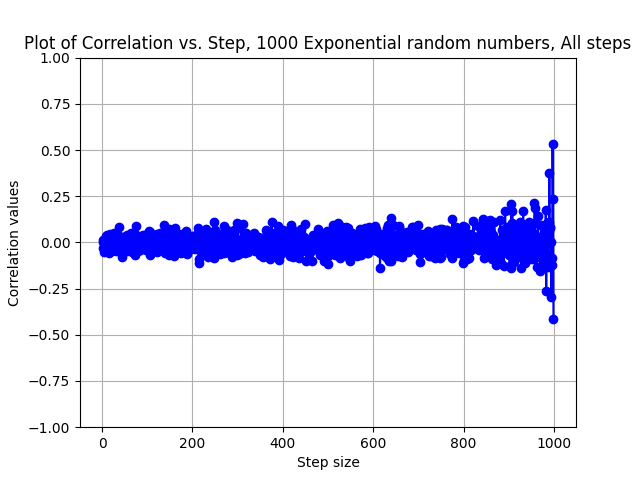 Plot of Correlation vs. Step, 1000 Exponential random numbers, All steps
1.00
0.75
0.50
0.25
0.00
−0.25
−0.50
−0.75
−1.00
Correlation values
0 200 400 600 800 1000
Step size